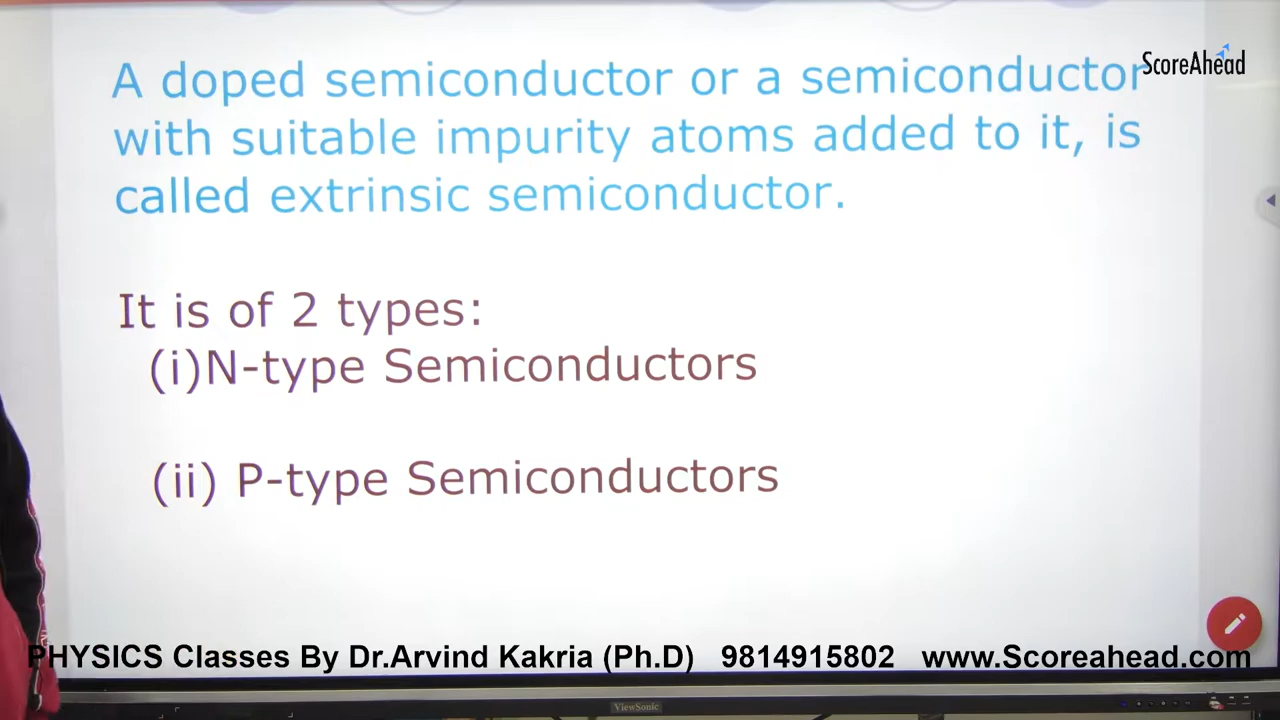 ScoreAhead
A doped semiconductor or a semiconductor
with suitable impurity atoms added to it, is
called extrinsic semiconductor.
It is of 2 types:
(i)N-type Semiconductors
(ii) P-type Semiconductors
PHYSICS Classes By Dr.Arvind Kakria (Ph.D) 9814915802 www.Scoreahead.com
ViewSonic